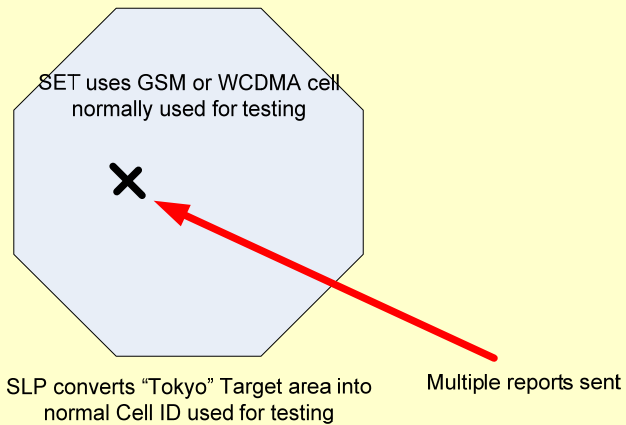 SET uses GSM or WCDMA cell
normally used for testing
SLP converts “Tokyo” Target area into
normal Cell ID used for testing
Multiple reports sent